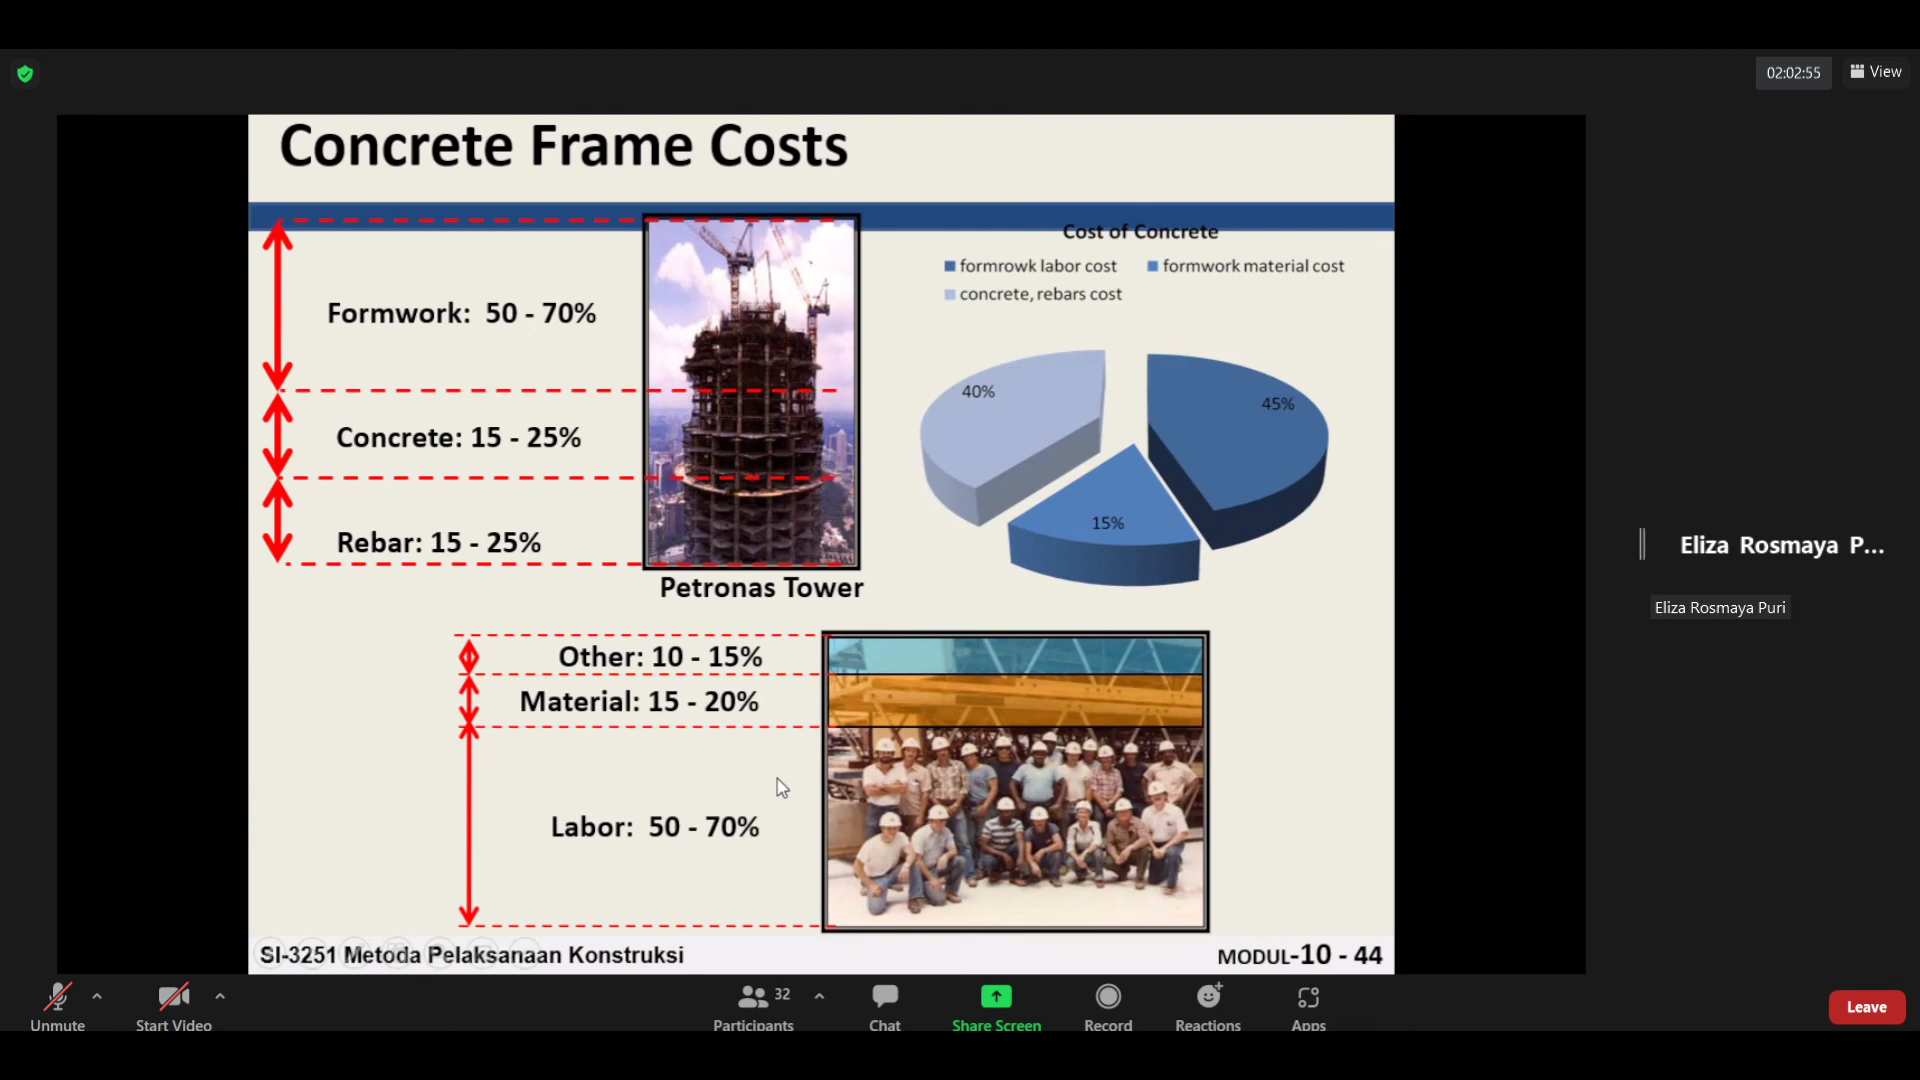 02:02:55
View
Concrete Frame Costs
Formwork: 50 - 70%
Concrete: 15 - 25%
Rebar: 15 - 25%
Petronas Tower
Cost of Concrete
formrowk labor cost
formwork material cost
concrete, rebars cost
40%
45%
15%
Other: 10 - 15%
Material: 15 - 20%
Labor: 50 - 70%
SI-3251 Metoda Pelaksanaan Konstruksi
MODUL-10 - 44
Eliza Rosmaya P...
Eliza Rosmaya Puri
Unmute
Start Video
32
Participants
Chat
Share Screen
Record
Reactions
Apps
Leave